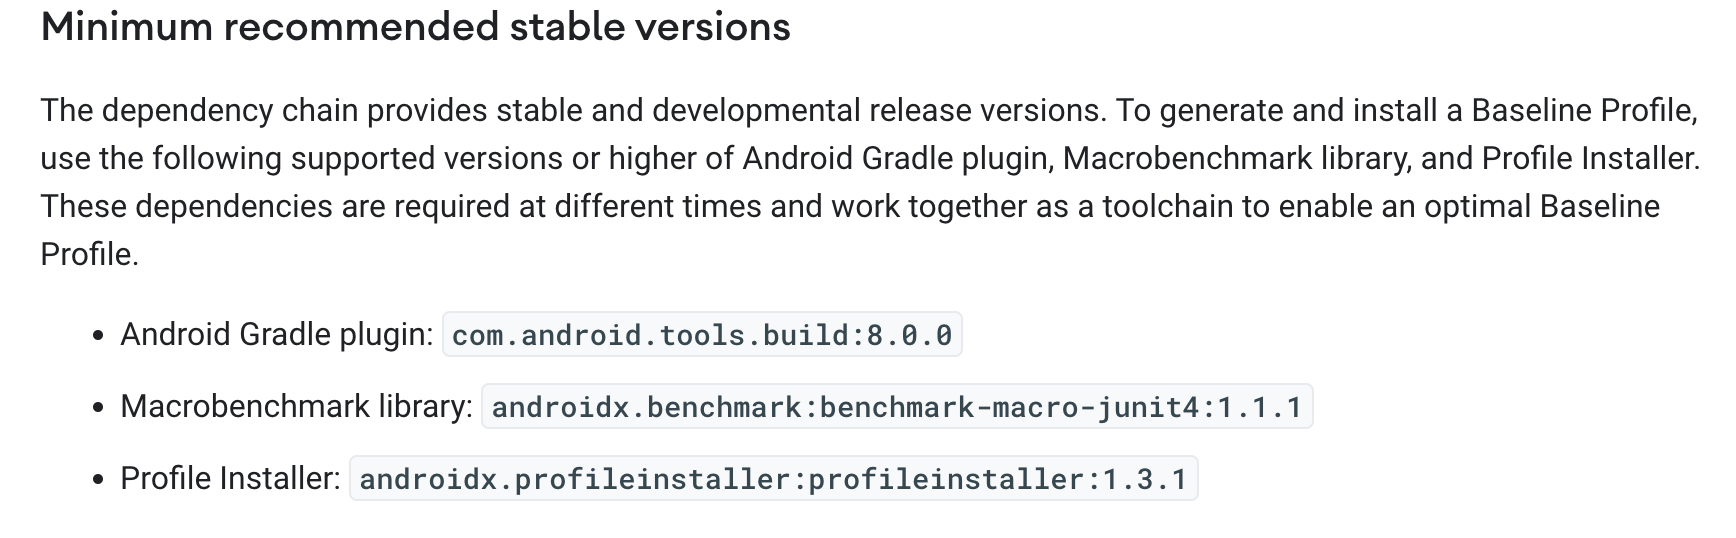 Minimum recommended stable versions
The dependency chain provides stable and developmental release versions. To generate and install a Baseline Profile,
use the following supported versions or higher of Android Gradle plugin, Macrobenchmark library, and Profile Installer.
These dependencies are required at different times and work together as a toolchain to enable an optimal Baseline
Profile.
• Android Gradle plugin: com.android.tools.build:8.0.0
• Macrobenchmark library: androidx.benchmark:benchmark-macro-junit4:1.1.1
• Profile Installer: androidx.profileinstaller:profileinstaller:1.3.1